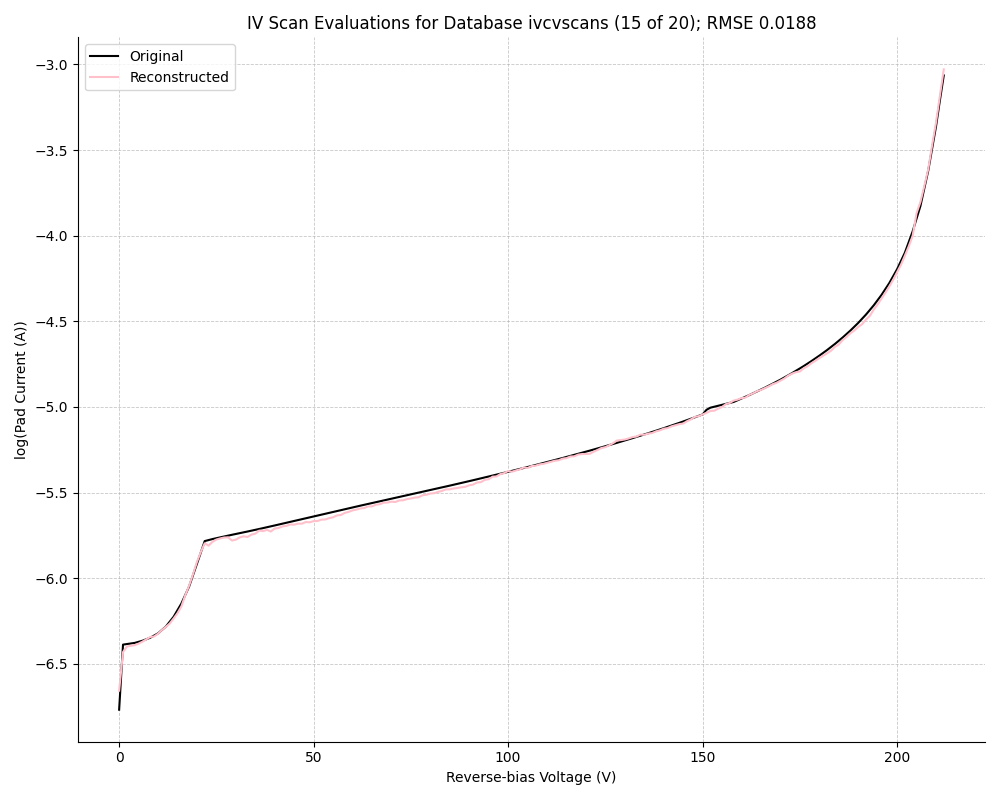 IV Scan Evaluations for Database ivcvscans (15 of 20); RMSE 0.0188
Original
Reconstructed
−3.0
−3.5
−4.0
−4.5
−5.0
−5.5
−6.0
−6.5
log(Pad Current (A))
0
50
100
150
200
Reverse-bias Voltage (V)